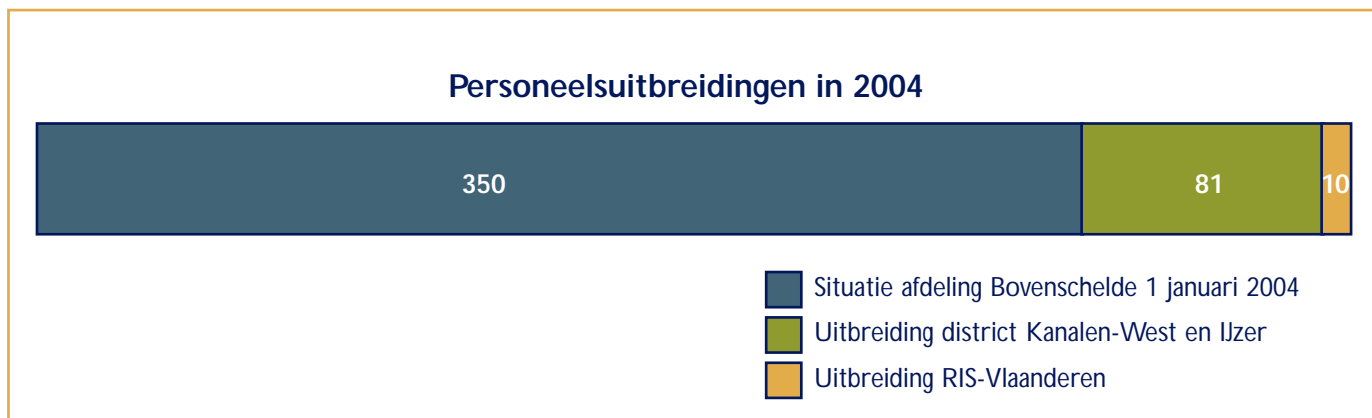 Personeelsuitbreidingen in 2004
350 81 10
Situatie afdeling Bovenschelde 1 januari 2004
Uitbreiding district Kanalen-West en IJzer
Uitbreiding RIS-Vlaanderen